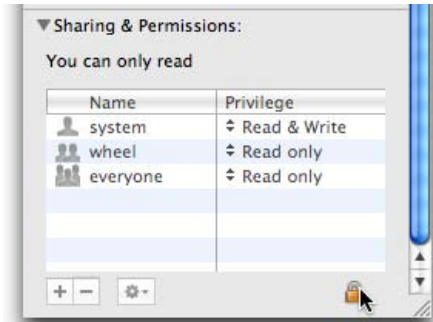 Sharing & Permissions:
You can only read
Name Privilege
system Read & Write
wheel Read only
everyone Read only